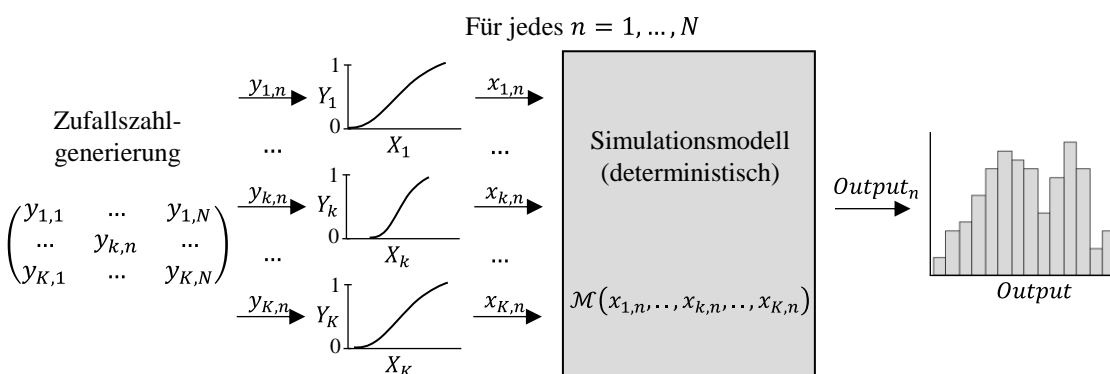 Für jedes n = 1, …, N
Zufallszahl-
generierung
y1,1 … y1,N
… yk,n …
yK,1 … yK,N
y1,n
…
yk,n
…
yK,n
1
Y1
0
X1
1
Yk
0
Xk
1
YK
0
XK
x1,n
…
xk,n
…
xK,n
Simulationsmodell
(deterministisch)
ℳ(x1,n, . . , xk,n, . . , xK,n)
Outputn
Output